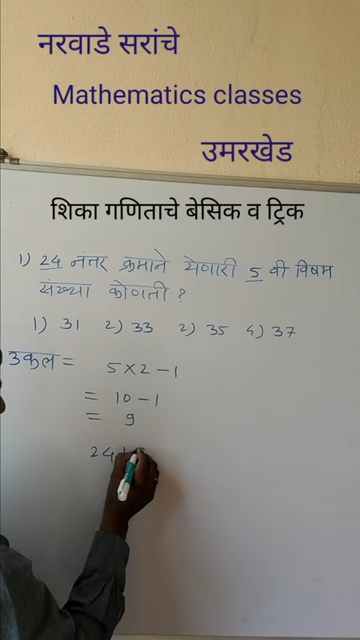 नरवाडे सरांचे
Mathematics classes
उमरखेड
शिका गणिताचे बेसिक व ट्रिक
1) 24 नंतर क्रमाने येणारी 5 वी विषम
संख्या कोणती ?
1) 31 2) 33 2) 35 4) 37
उकल = 5 × 2 - 1
= 10 - 1
= 9
24